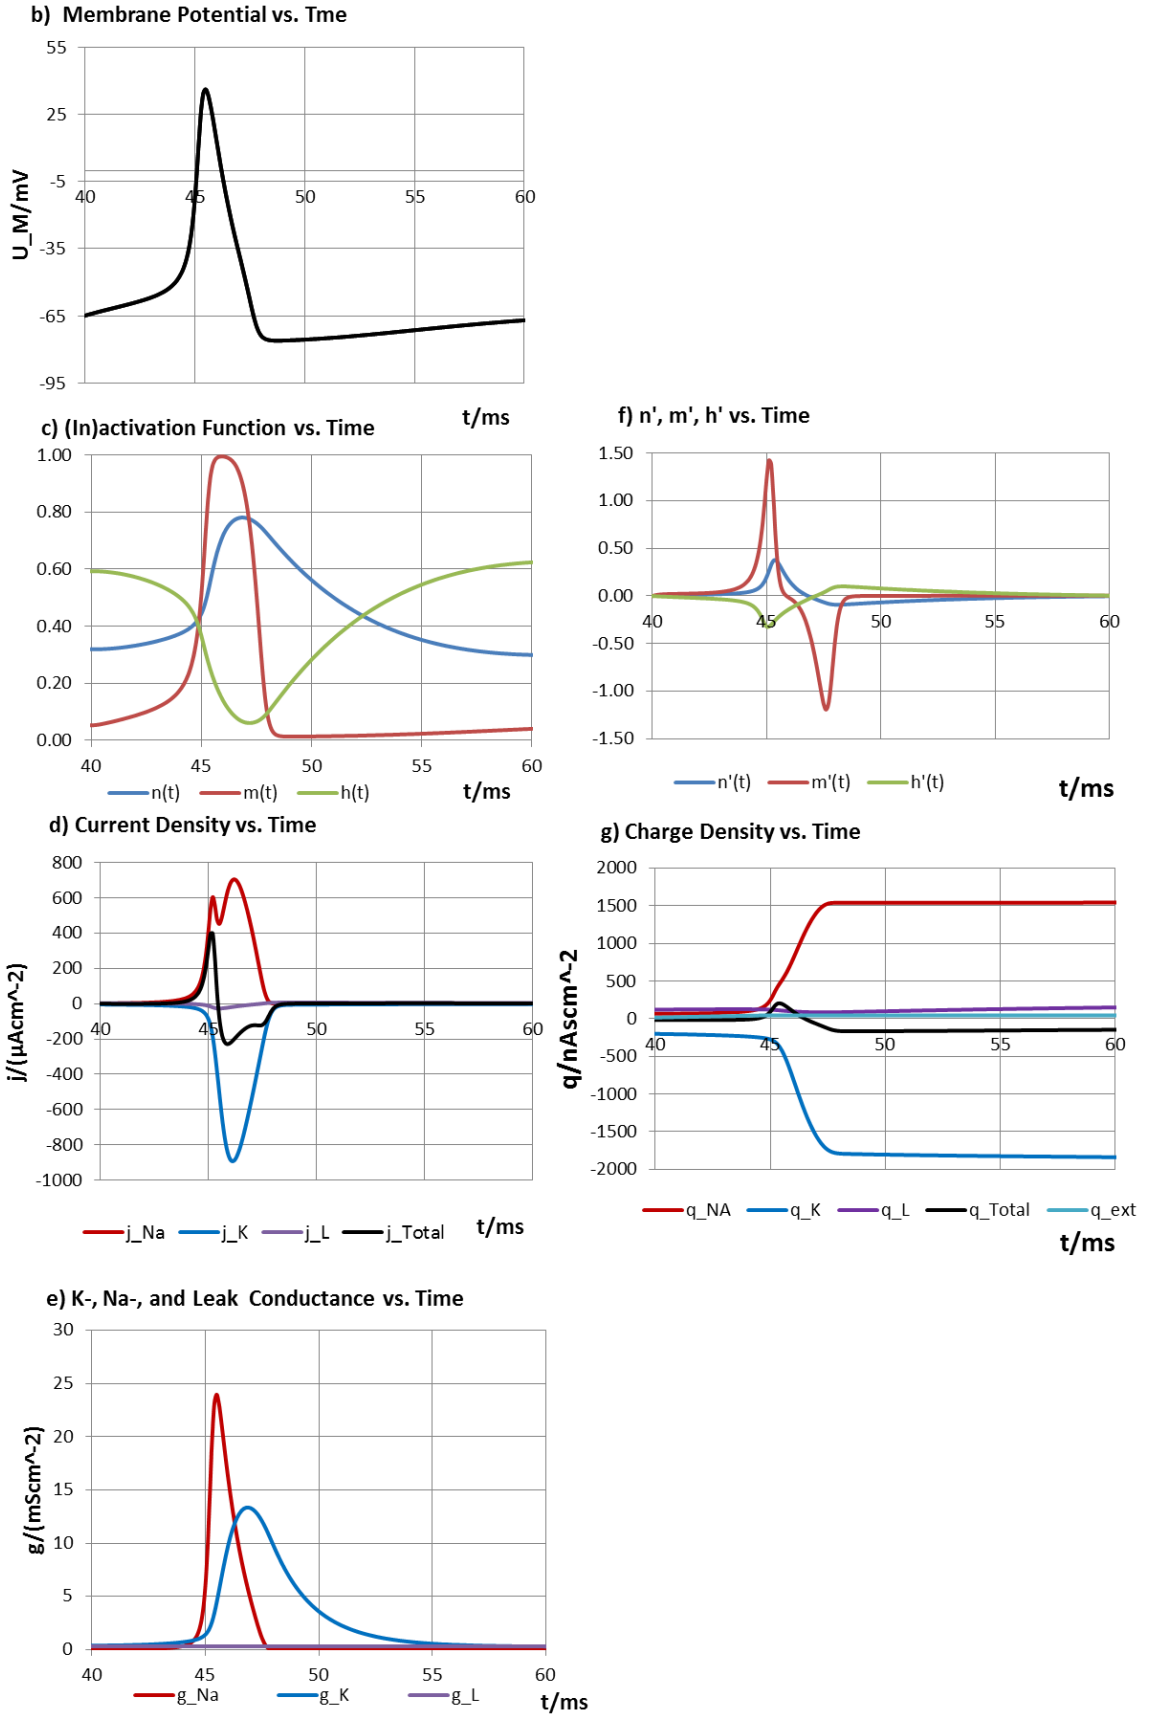 b)  Membrane Potential vs. Tme
55
25
-5
-35
-65
-95
40 45 50 55 60
U_M/mV
t/ms
c) (In)activation Function vs. Time
1.00
0.80
0.60
0.40
0.20
0.00
40 45 50 55 60
n(t) m(t) h(t)
t/ms
f) n', m', h' vs. Time
1.50
1.00
0.50
0.00
-0.50
-1.00
-1.50
40 45 50 55 60
n'(t) m'(t) h'(t)
t/ms
d) Current Density vs. Time
800
600
400
200
0
-200
-400
-600
-800
-1000
40 45 50 55 60
j/(µAcm^-2)
j_Na j_K j_L j_Total
t/ms
g) Charge Density vs. Time
2000
1500
1000
500
0
-500
-1000
-1500
-2000
40 45 50 55 60
q/nAscm^-2
q_NA q_K q_L q_Total q_ext
t/ms
e) K-, Na-, and Leak  Conductance vs. Time
30
25
20
15
10
5
0
40 45 50 55 60
g/(mScm^-2)
g_Na g_K g_L
t/ms